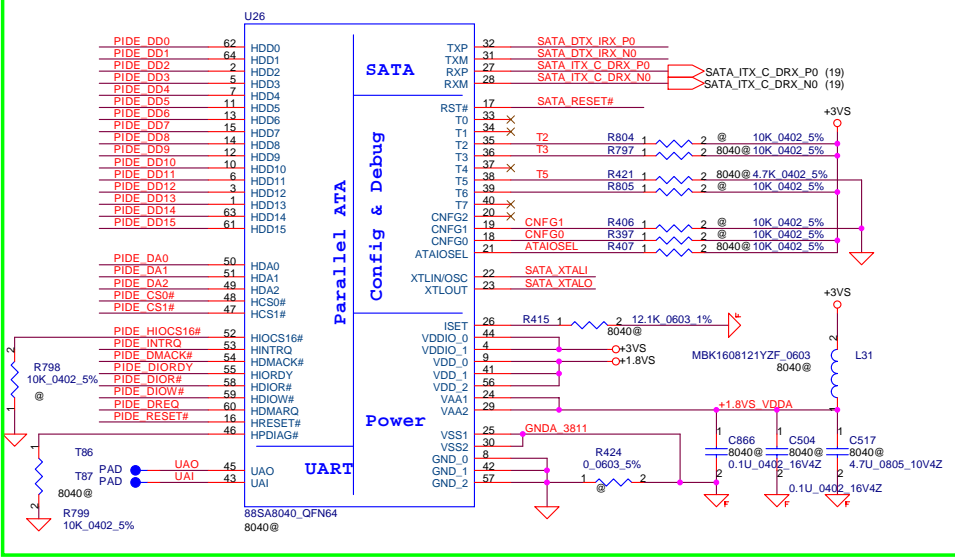 U26
PIDE_DD0 62 HDD0
PIDE_DD1 64 HDD1
PIDE_DD2 2 HDD2
PIDE_DD3 5 HDD3
PIDE_DD4 7 HDD4
PIDE_DD5 11 HDD5
PIDE_DD6 13 HDD6
PIDE_DD7 15 HDD7
PIDE_DD8 14 HDD8
PIDE_DD9 12 HDD9
PIDE_DD10 10 HDD10
PIDE_DD11 6 HDD11
PIDE_DD12 3 HDD12
PIDE_DD13 1 HDD13
PIDE_DD14 63 HDD14
PIDE_DD15 61 HDD15
PIDE_DA0 50 HDA0
PIDE_DA1 51 HDA1
PIDE_DA2 49 HDA2
PIDE_CS0# 48 HCS0#
PIDE_CS1# 47 HCS1#
PIDE_HIOCS16# 52 HIOCS16#
PIDE_INTRQ 53 HINTRQ
PIDE_DMACK# 54 HDMACK#
PIDE_DIORDY 55 HIORDY
PIDE_DIOR# 58 HDIOR#
PIDE_DIOW# 59 HDIOW#
PIDE_DREQ 60 HDMARQ
PIDE_RESET# 16 HRESET#
46 HPDIAG#
UAO 45 UAO
UAI 43 UAI
2
R798
10K_0402_5%
@
1
1
T86
PAD
T87
PAD
8040@
2
R799
10K_0402_5%
Parallel ATA
Config & Debug
SATA
Power
UART
88SA8040_QFN64
8040@
TXP 32 SATA_DTX_IRX_P0
TXM 31 SATA_DTX_IRX_N0
RXP 27 SATA_ITX_C_DRX_P0 SATA_ITX_C_DRX_P0 (19)
RXM 28 SATA_ITX_C_DRX_N0 SATA_ITX_C_DRX_N0 (19)
RST# 17 SATA_RESET#
T0 33
T1 34
T2 35 T2 R804 1 2 @ 10K_0402_5%
T3 36 T3 R797 1 2 8040@ 10K_0402_5%
T4 37
T5 38 T5 R421 1 2 8040@ 4.7K_0402_5%
T6 39 R805 1 2 @ 10K_0402_5%
T7 40
CNFG2 20
CNFG1 19 CNFG1 R406 1 2 @ 10K_0402_5%
CNFG0 18 CNFG0 R397 1 2 @ 10K_0402_5%
ATAIOSEL 21 ATAIOSEL R407 1 2 8040@ 10K_0402_5%
+3VS
XTLIN/OSC 22 SATA_XTALI
XTLOUT 23 SATA_XTALO
ISET 26 R415 1 2 12.1K_0603_1%
8040@
VDDIO_0 44
VDDIO_1 4 +3VS
VDD_0 9 +1.8VS
VDD_1 41
VDD_2 56
VAA1 24
VAA2 29 +1.8VS_VDDA
VSS1 25 GNDA_3811
VSS2 30
GND_0 8
GND_1 42
GND_2 57
R424
0_0603_5%
1 2
@
+3VS
2
MBK1608121YZF_0603 L31
8040@
1
1 1 1
C866 C504 C517
8040@ 8040@ 8040@
0.1U_0402_16V4Z 4.7U_0805_10V4Z
2 2 2
0.1U_0402_16V4Z